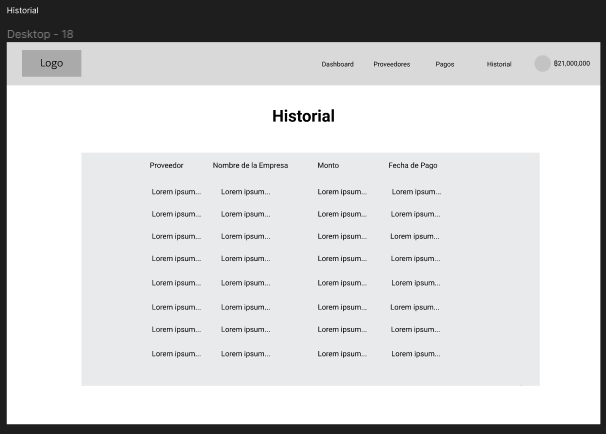 Historial
Desktop - 18
Logo Dashboard Proveedores Pagos Historial ฿21,000,000
Historial
Proveedor Nombre de la Empresa Monto Fecha de Pago
Lorem ipsum... Lorem ipsum... Lorem ipsum... Lorem ipsum...
Lorem ipsum... Lorem ipsum... Lorem ipsum... Lorem ipsum...
Lorem ipsum... Lorem ipsum... Lorem ipsum... Lorem ipsum...
Lorem ipsum... Lorem ipsum... Lorem ipsum... Lorem ipsum...
Lorem ipsum... Lorem ipsum... Lorem ipsum... Lorem ipsum...
Lorem ipsum... Lorem ipsum... Lorem ipsum... Lorem ipsum...
Lorem ipsum... Lorem ipsum... Lorem ipsum... Lorem ipsum...
Lorem ipsum... Lorem ipsum... Lorem ipsum... Lorem ipsum...